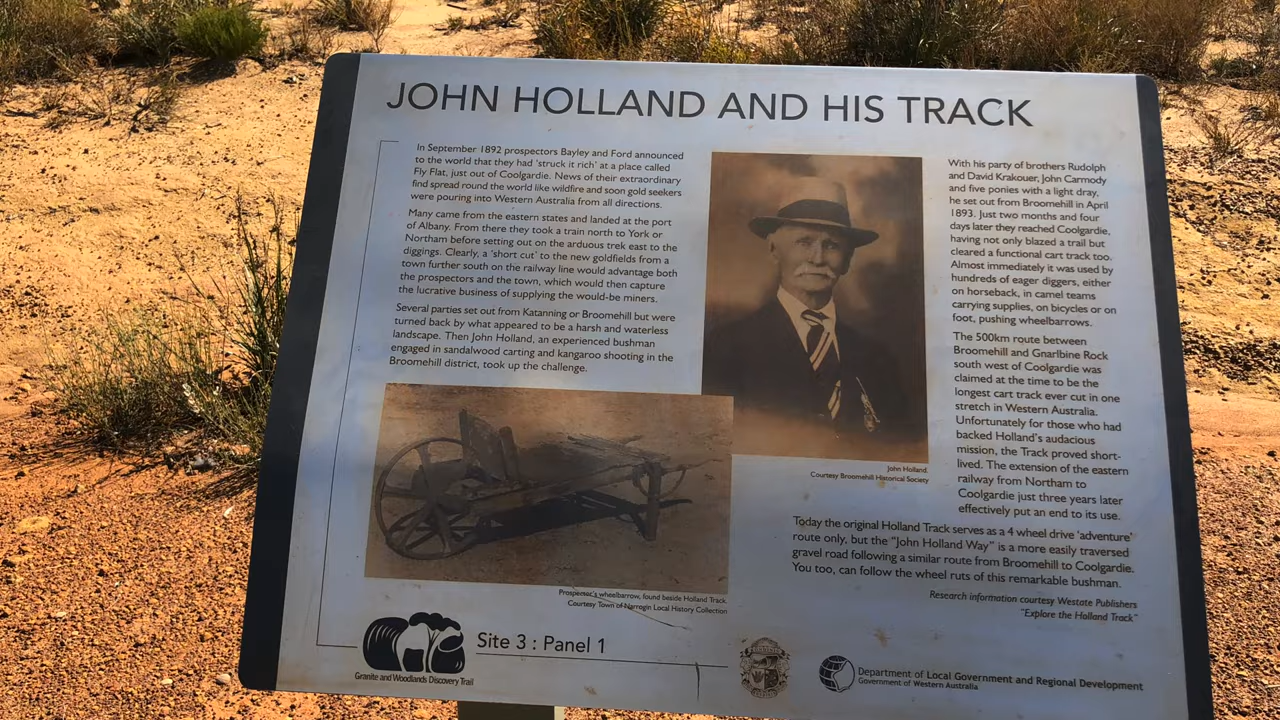 JOHN HOLLAND AND HIS TRACK
In September 1892 prospectors Bayley and Ford announced
to the world that they had 'struck it rich' at a place called
Fly Flat, just out of Coolgardie. News of their extraordinary
find spread round the world like wildfire and soon gold seekers
were pouring into Western Australia from all directions.
Many came from the eastern states and landed at the port
of Albany. From there they took a train north to York or
Northam before setting out on the arduous trek east to the
diggings. Clearly, a 'short cut' to the new goldfields from a
town further south on the railway line would advantage both
the prospectors and the town, which would then capture
the lucrative business of supplying the would-be miners.
Several parties set out from Katanning or Broomehill but were
turned back by what appeared to be a harsh and waterless
landscape. Then John Holland, an experienced bushman
engaged in sandalwood carting and kangaroo shooting in the
Broomehill district, took up the challenge.
Prospector's wheelbarrow, found beside Holland Track.
Courtesy Town of Narrogin Local History Collection
John Holland.
Courtesy Broomehill Historical Society
With his party of brothers Rudolph
and David Krakouer, John Carmody
and five ponies with a light dray,
he set out from Broomehill in April
1893. Just two months and four
days later they reached Coolgardie,
having not only blazed a trail but
cleared a functional cart track too.
Almost immediately it was used by
hundreds of eager diggers, either
on horseback, in camel teams
carrying supplies, on bicycles or on
foot, pushing wheelbarrows.
The 500km route between
Broomehill and Gnarlbine Rock
south west of Coolgardie was
claimed at the time to be the
longest cart track ever cut in one
stretch in Western Australia.
Unfortunately for those who had
backed Holland's audacious
mission, the Track proved short-
lived. The extension of the eastern
railway from Northam to
Coolgardie just three years later
effectively put an end to its use.
Today the original Holland Track serves as a 4 wheel drive 'adventure'
route only, but the "John Holland Way" is a more easily traversed
gravel road following a similar route from Broomehill to Coolgardie.
You too, can follow the wheel ruts of this remarkable bushman.
Research information courtesy Westate Publishers
"Explore the Holland Track"
Site 3 : Panel 1
Granite and Woodlands Discovery Trail
Department of Local Government and Regional Development
Government of Western Australia